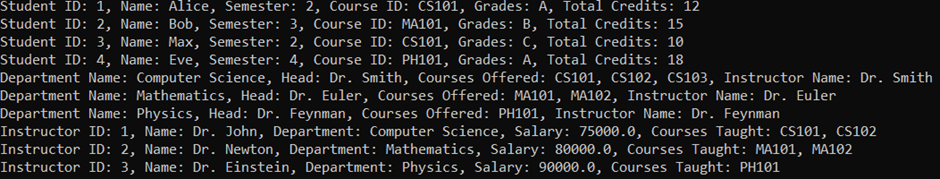 Student ID: 1, Name: Alice, Semester: 2, Course ID: CS101, Grades: A, Total Credits: 12
Student ID: 2, Name: Bob, Semester: 3, Course ID: MA101, Grades: B, Total Credits: 15
Student ID: 3, Name: Max, Semester: 2, Course ID: CS101, Grades: C, Total Credits: 10
Student ID: 4, Name: Eve, Semester: 4, Course ID: PH101, Grades: A, Total Credits: 18
Department Name: Computer Science, Head: Dr. Smith, Courses Offered: CS101, CS102, CS103, Instructor Name: Dr. Smith
Department Name: Mathematics, Head: Dr. Euler, Courses Offered: MA101, MA102, Instructor Name: Dr. Euler
Department Name: Physics, Head: Dr. Feynman, Courses Offered: PH101, Instructor Name: Dr. Feynman
Instructor ID: 1, Name: Dr. John, Department: Computer Science, Salary: 75000.0, Courses Taught: CS101, CS102
Instructor ID: 2, Name: Dr. Newton, Department: Mathematics, Salary: 80000.0, Courses Taught: MA101, MA102
Instructor ID: 3, Name: Dr. Einstein, Department: Physics, Salary: 90000.0, Courses Taught: PH101